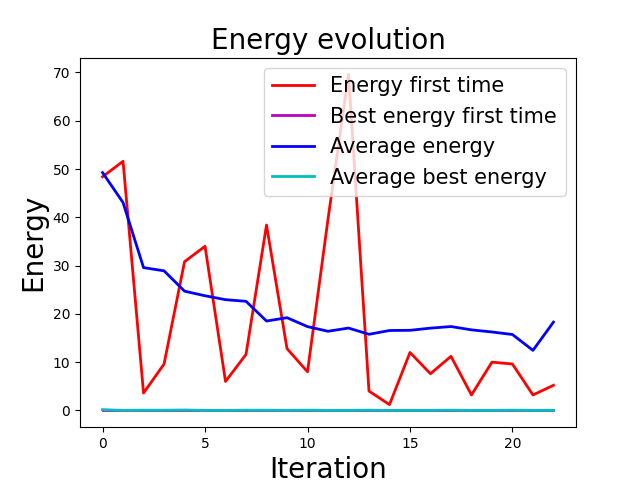 Energy evolution
70
60
50
40
30
20
10
0
Energy
Energy first time
Best energy first time
Average energy
Average best energy
0 5 10 15 20
Iteration